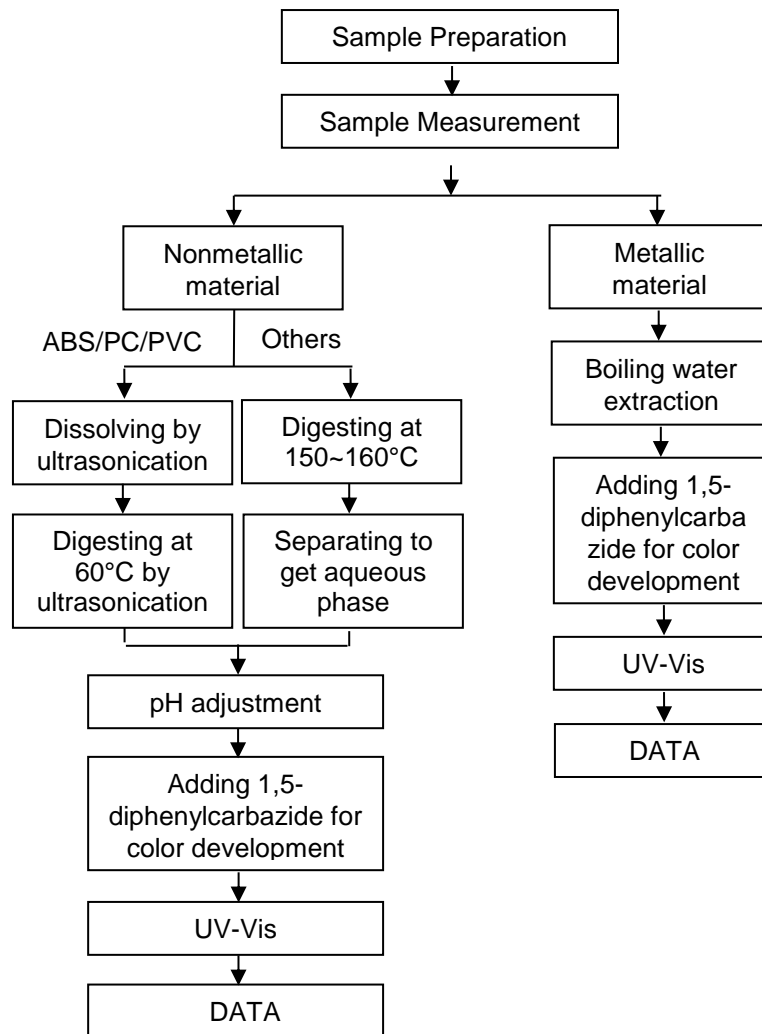 Sample Preparation
Sample Measurement
Nonmetallic
material
Metallic
material
ABS/PC/PVC
Others
Boiling water
extraction
Dissolving by
ultrasonication
Digesting at
150~160°C
Adding 1,5-
diphenylcarba
zide for color
development
Digesting at
60°C by
ultrasonication
Separating to
get aqueous
phase
UV-Vis
pH adjustment
DATA
Adding 1,5-
diphenylcarbazide for
color development
UV-Vis
DATA